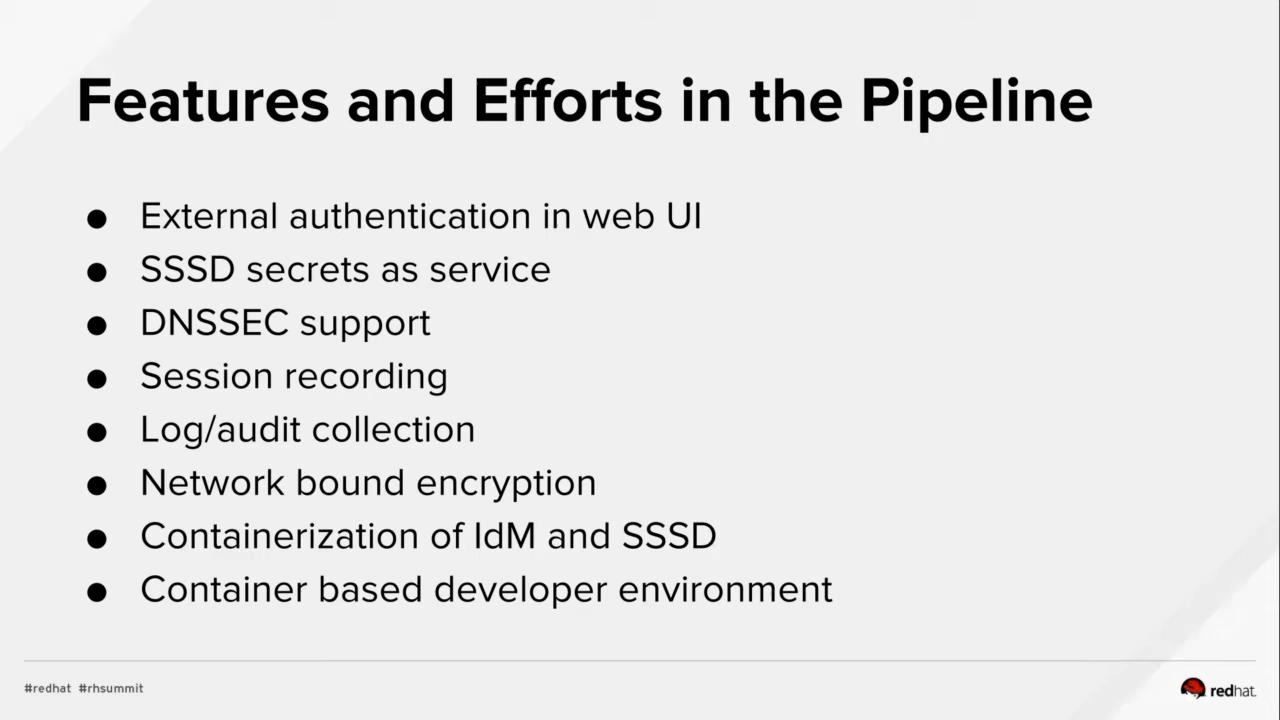 Features and Efforts in the Pipeline
● External authentication in web UI
● SSSD secrets as service
● DNSSEC support
● Session recording
● Log/audit collection
● Network bound encryption
● Containerization of IdM and SSSD
● Container based developer environment
#redhat #rhsummit
redhat.